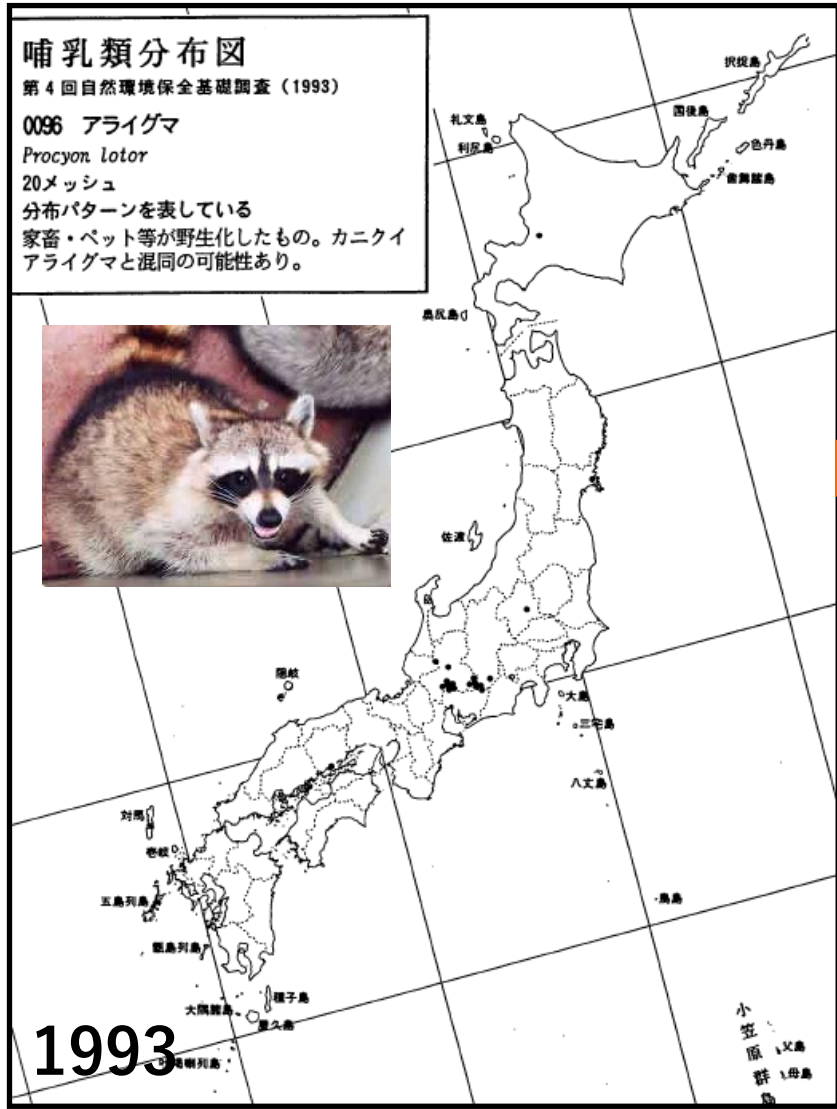 哺乳類分布図
第4回自然環境保全基礎調査（1993）
0096　アライグマ
Procyon lotor
20メッシュ
分布パターンを表している
家畜・ペット等が野生化したもの。カニクイ
アライグマと混同の可能性あり。
択捉島
国後島
色丹島
歯舞諸島
礼文島
利尻島
奥尻島
佐渡
隠岐
大島
三宅島
八丈島
対馬
壱岐
五島列島
鳥島
甑島列島
種子島
大隅諸島
屋久島
1993
喇列島
小笠原群島
父島
母島